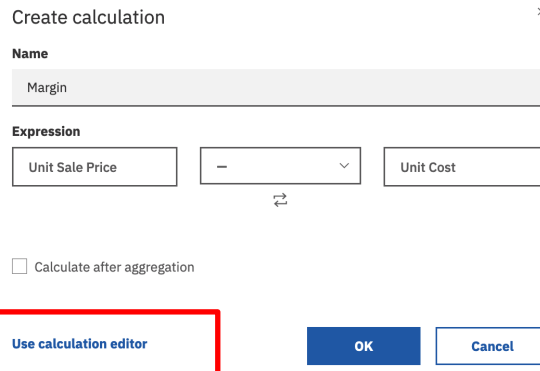 Create calculation
Name
Margin
Expression
Unit Sale Price — Unit Cost
Calculate after aggregation
Use calculation editor OK Cancel